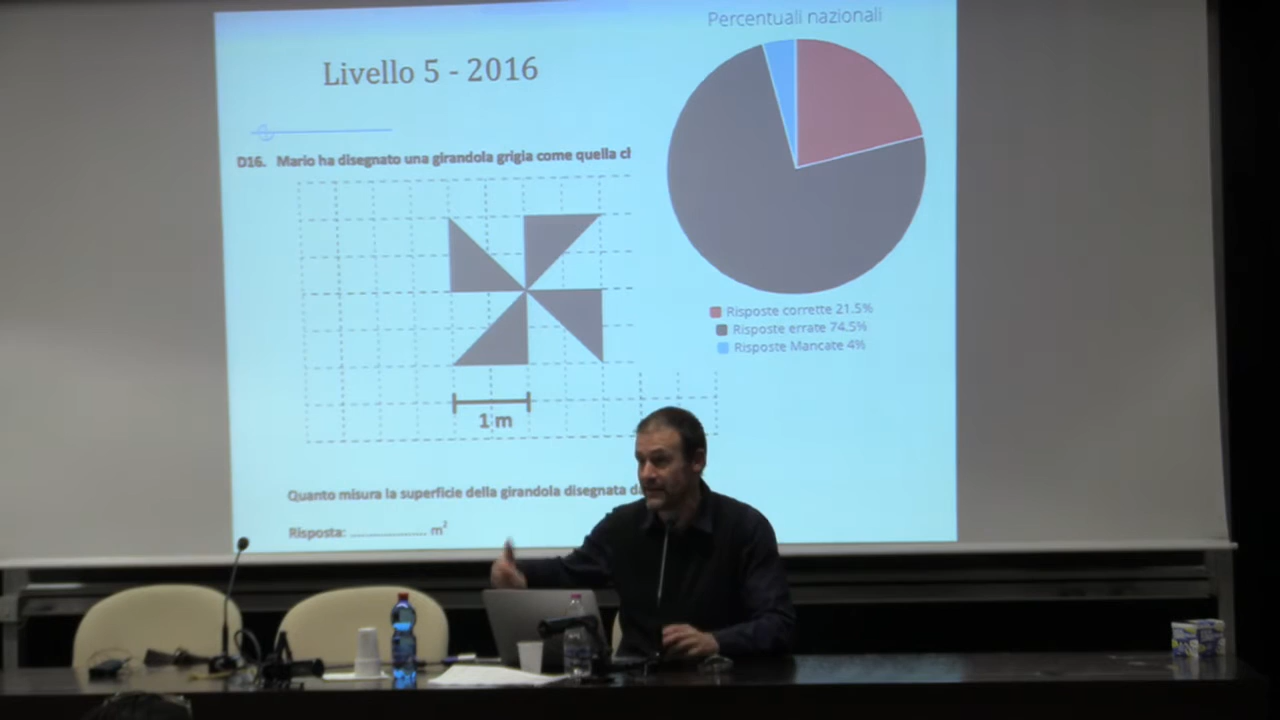 Percentuali nazionali
Livello 5 - 2016
D16. Mario ha disegnato una girandola grigia come quella
Risposte corrette 21.5%
Risposte errate 74.5%
Risposte Mancate 4%
1 m
Quanto misura la superficie della girandola disegnata
Risposta: .................. m²